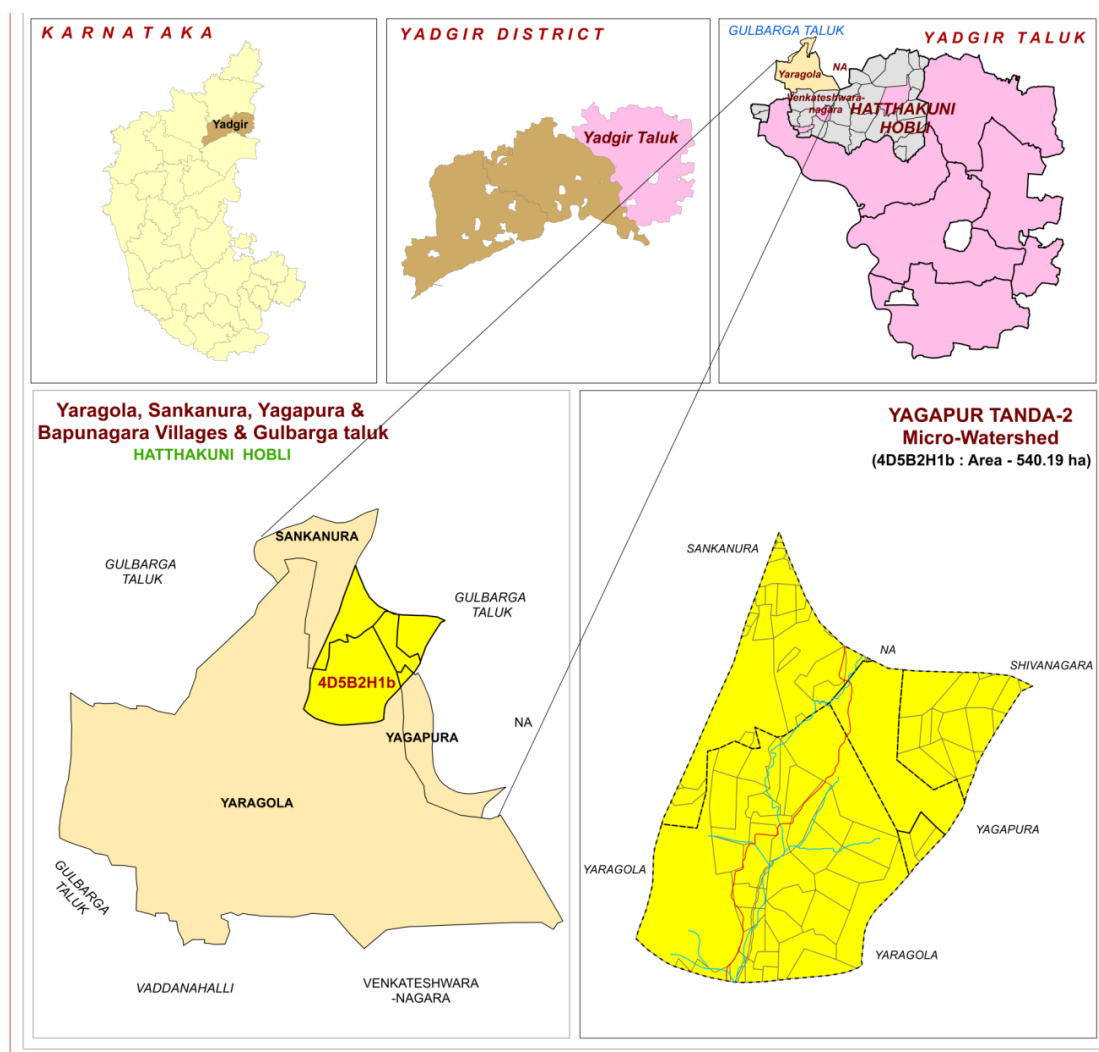 KARNATAKA
Yadgir
YADGIR DISTRICT
Yadgir Taluk
GULBARGA TALUK
YADGIR TALUK
NA
Yaragola
Venkateshwara-
nagara
HATTHAKUNI
HOBLI
Yaragola, Sankanura, Yagapura &
Bapunagara Villages & Gulbarga taluk
HATTHAKUNI HOBLI
SANKANURA
GULBARGA
TALUK
GULBARGA
TALUK
4D5B2H1b
NA
YAGAPURA
YARAGOLA
GULBARGA
TALUK
VADDANAHALLI
VENKATESHWARA
-NAGARA
YAGAPUR TANDA-2
Micro-Watershed
(4D5B2H1b : Area - 540.19 ha)
SANKANURA
NA
SHIVANAGARA
YAGAPURA
YARAGOLA
YARAGOLA